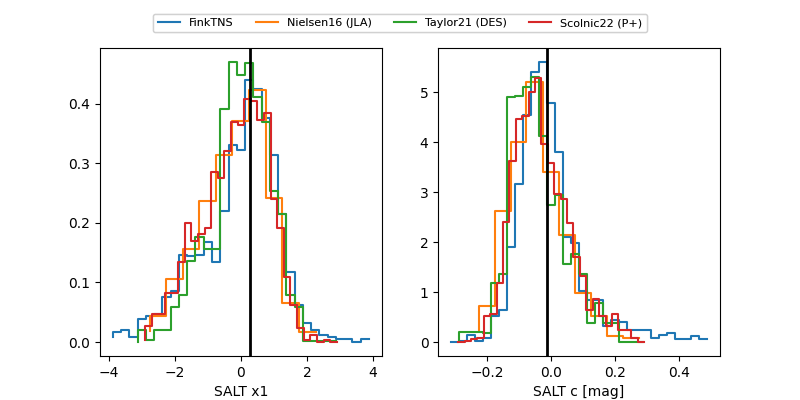 FinkTNS Nielsen16 (JLA) Taylor21 (DES) Scolnic22 (P+)
0.4
0.3
0.2
0.1
0.0
−4 −2 0 2 4
SALT x1
5
4
3
2
1
0
−0.2 0.0 0.2 0.4
SALT c [mag]